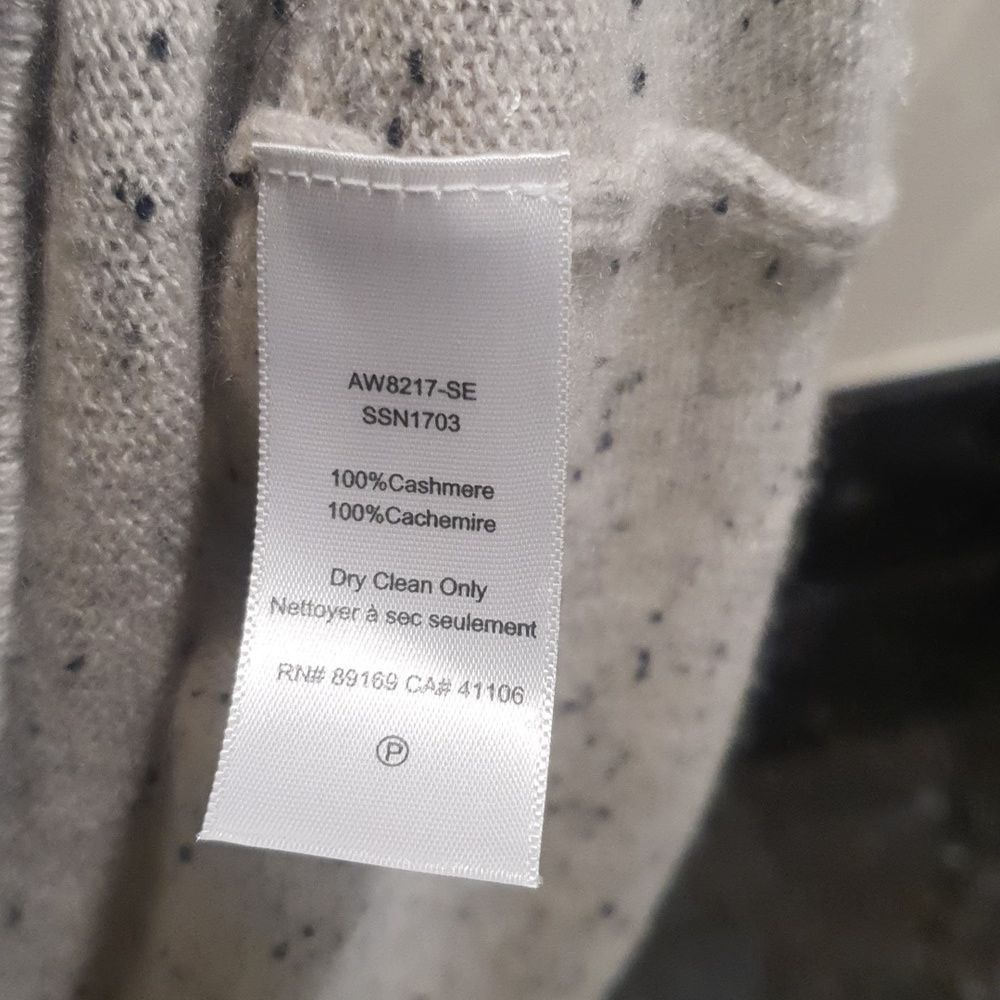 AW8217-SE
SSN1703
100%Cashmere
100%Cachemire
Dry Clean Only
Nettoyer à sec seulement
RN# 89169 CA# 41106
P